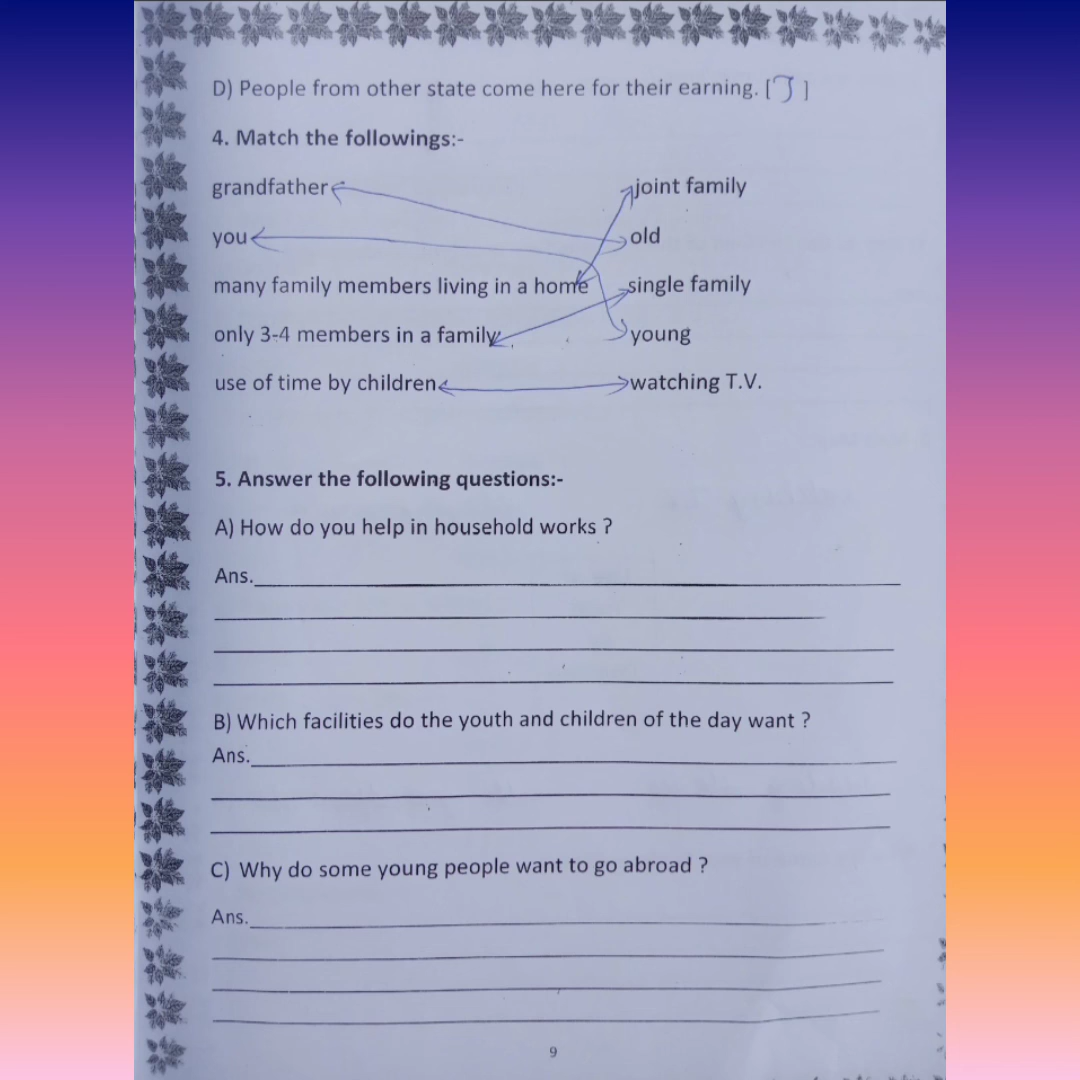 D) People from other state come here for their earning. [ T ]
4. Match the followings:-
grandfather joint family
you old
many family members living in a home single family
only 3-4 members in a family young
use of time by children watching T.V.
5. Answer the following questions:-
A) How do you help in household works ?
Ans.
B) Which facilities do the youth and children of the day want ?
Ans.
C) Why do some young people want to go abroad ?
Ans.
9